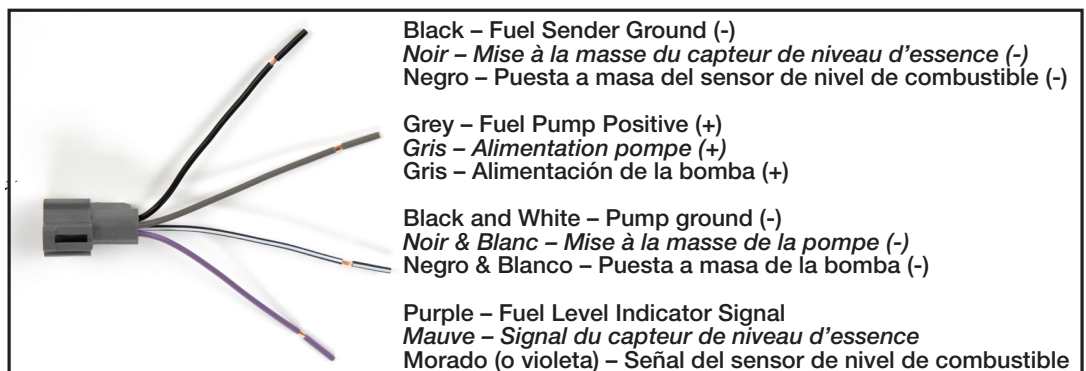 Black – Fuel Sender Ground (-)
Noir – Mise à la masse du capteur de niveau d’essence (-)
Negro – Puesta a masa del sensor de nivel de combustible (-)
Grey – Fuel Pump Positive (+)
Gris – Alimentation pompe (+)
Gris – Alimentación de la bomba (+)
Black and White – Pump ground (-)
Noir & Blanc – Mise à la masse de la pompe (-)
Negro & Blanco – Puesta a masa de la bomba (-)
Purple – Fuel Level Indicator Signal
Mauve – Signal du capteur de niveau d’essence
Morado (o violeta) – Señal del sensor de nivel de combustible